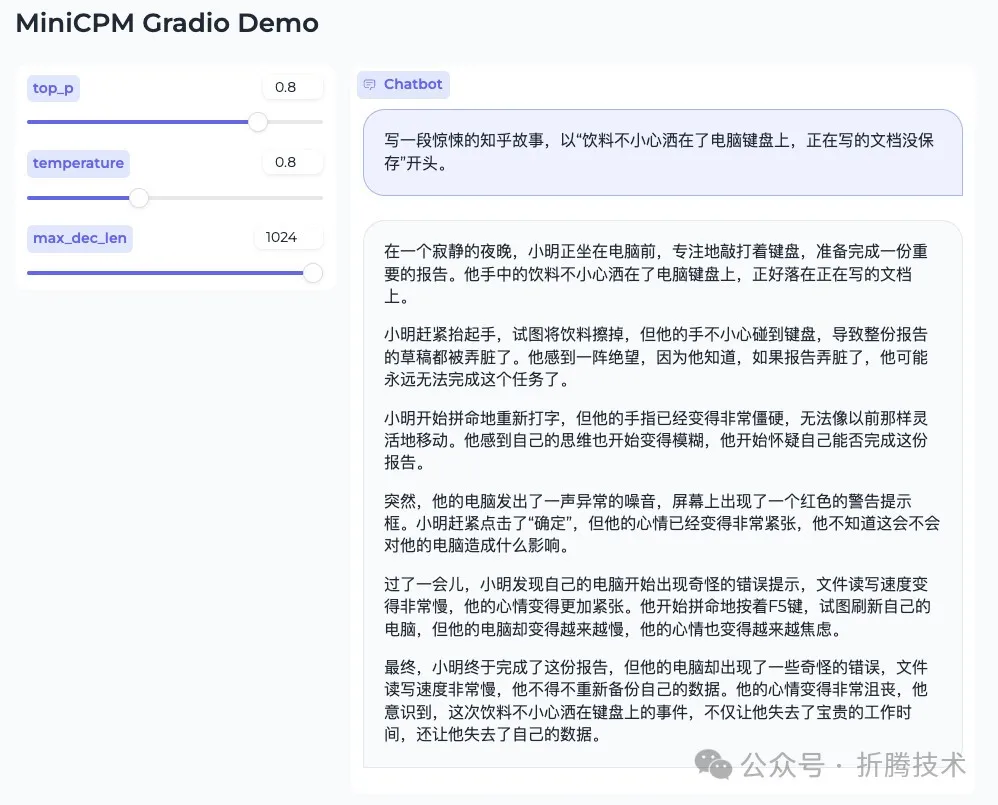 MiniCPM Gradio Demo
top_p
0.8
temperature
0.8
max_dec_len
1024
Chatbot
写一段惊悚的知乎故事，以“饮料不小心洒在了电脑键盘上，正在写的文档没保
存”开头。
在一个寂静的夜晚，小明正坐在电脑前，专注地敲打着键盘，准备完成一份重
要的报告。他手中的饮料不小心洒在了电脑键盘上，正好落在正在写的文档
上。
小明赶紧抬起手，试图将饮料擦掉，但他的手不小心碰到键盘，导致整份报告
的草稿都被弄脏了。他感到一阵绝望，因为他知道，如果报告弄脏了，他可能
永远无法完成这个任务了。
小明开始拼命地重新打字，但他的手指已经变得非常僵硬，无法像以前那样灵
活地移动。他感到自己的思维也开始变得模糊，他开始怀疑自己能否完成这份
报告。
突然，他的电脑发出了一声异常的噪音，屏幕上出现了一个红色的警告提示
框。小明赶紧点击了“确定”，但他的心情已经变得非常紧张，他不知道这会不会
对他的电脑造成什么影响。
过了一会儿，小明发现自己的电脑开始出现奇怪的错误提示，文件读写速度变
得非常慢，他的心情变得更加紧张。他开始拼命地按着F5键，试图刷新自己的
电脑，但他的电脑却变得越来越慢，他的心情也变得越来越焦虑。
最终，小明终于完成了这份报告，但他的电脑却出现了一些奇怪的错误，文件
读写速度非常慢，他不得不重新备份自己的数据。他的心情变得非常沮丧，他
意识到，这次饮料不小心洒在键盘上的事件，不仅让他失去了宝贵的工作时
间，还让他失去了自己的数据。
公众号 · 折腾技术